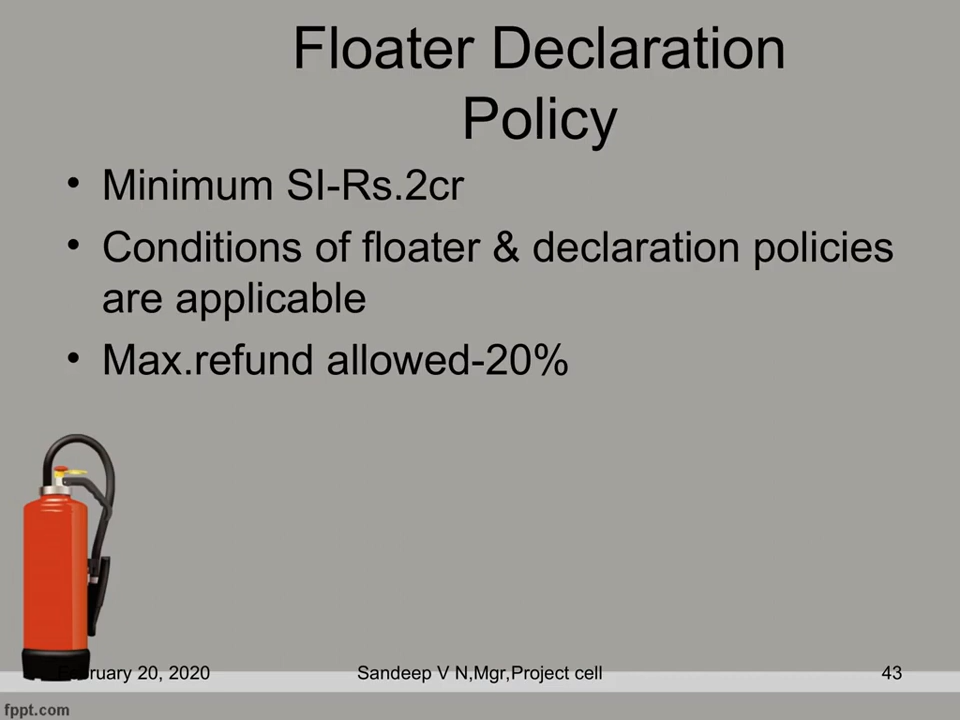 Floater Declaration
Policy
• Minimum SI-Rs.2cr
• Conditions of floater & declaration policies
are applicable
• Max.refund allowed-20%
February 20, 2020 Sandeep V N,Mgr,Project cell 43
fppt.com